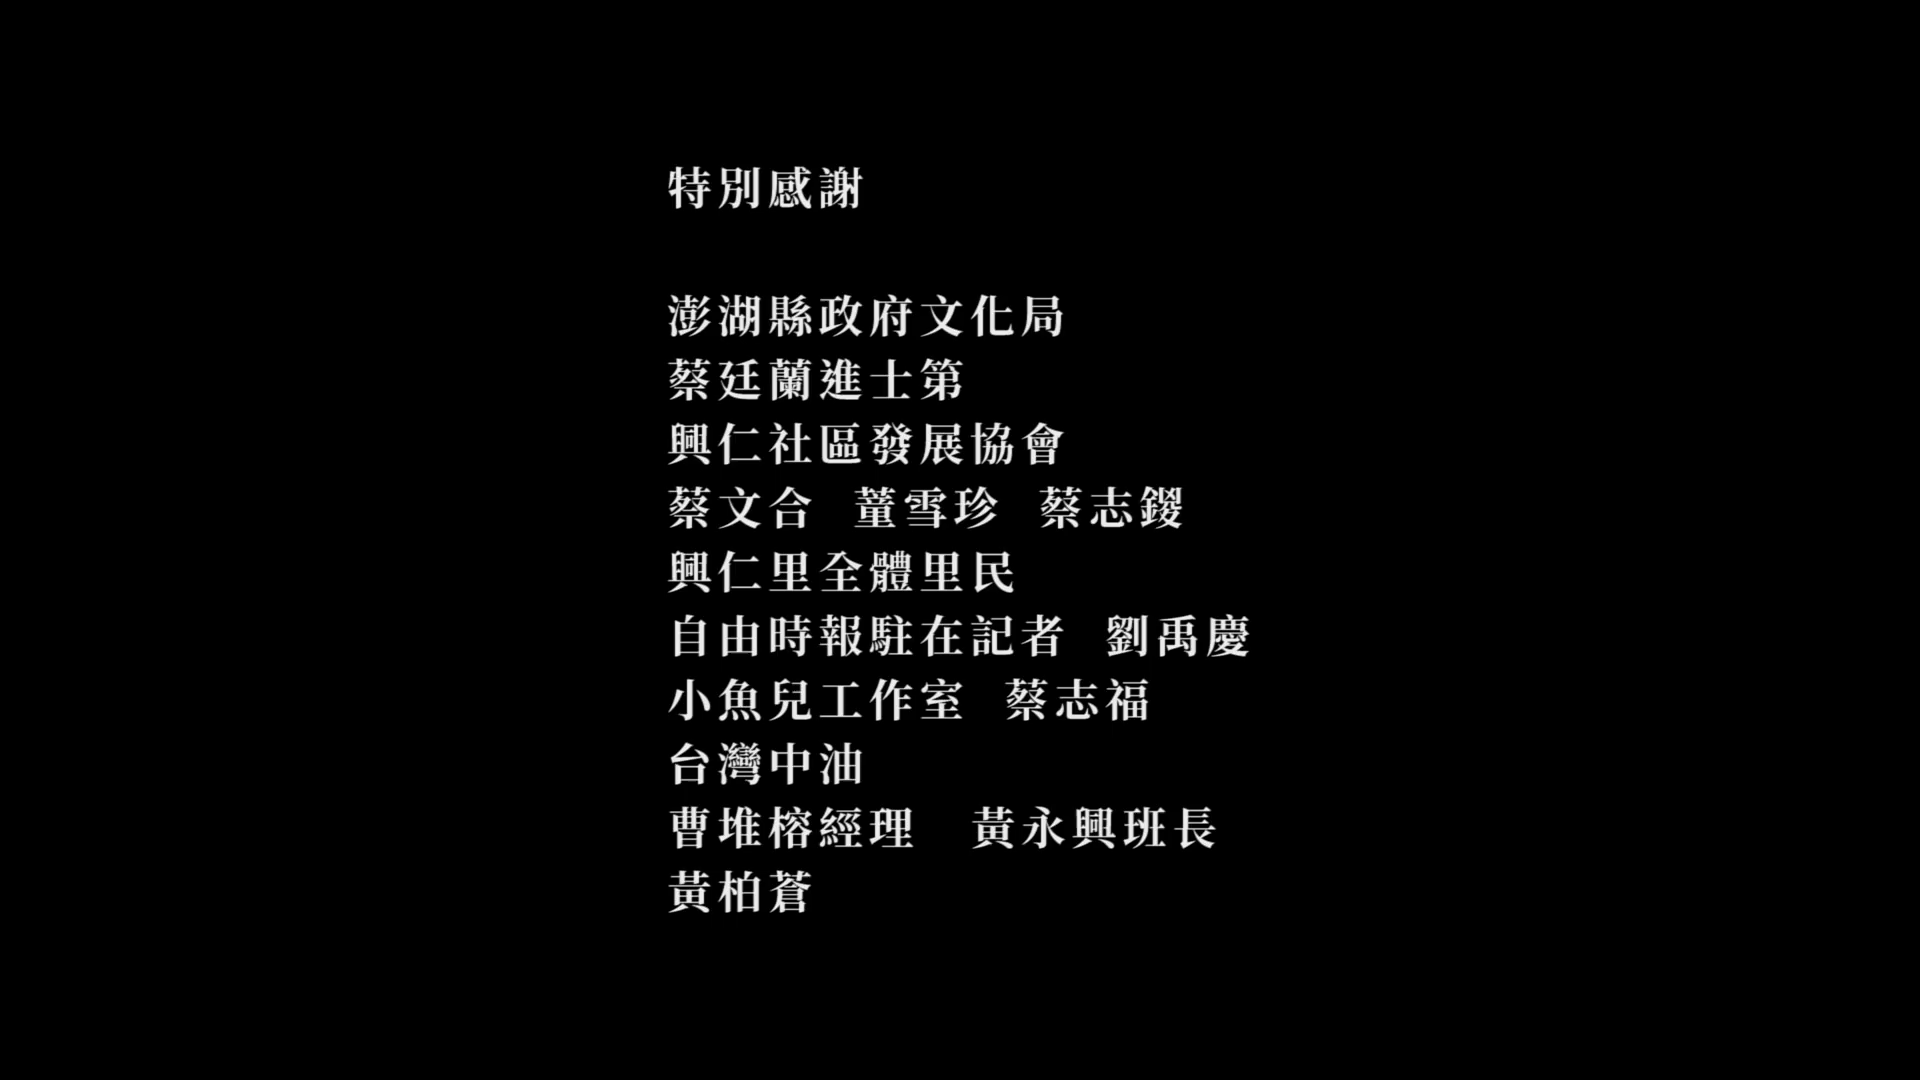 特別感謝
澎湖縣政府文化局
蔡廷蘭進士第
興仁社區發展協會
蔡文合 董雪珍 蔡志鍐
興仁里全體里民
自由時報駐在記者 劉禹慶
小魚兒工作室 蔡志福
台灣中油
曹堆榕經理 黃永興班長
黃柏蒼